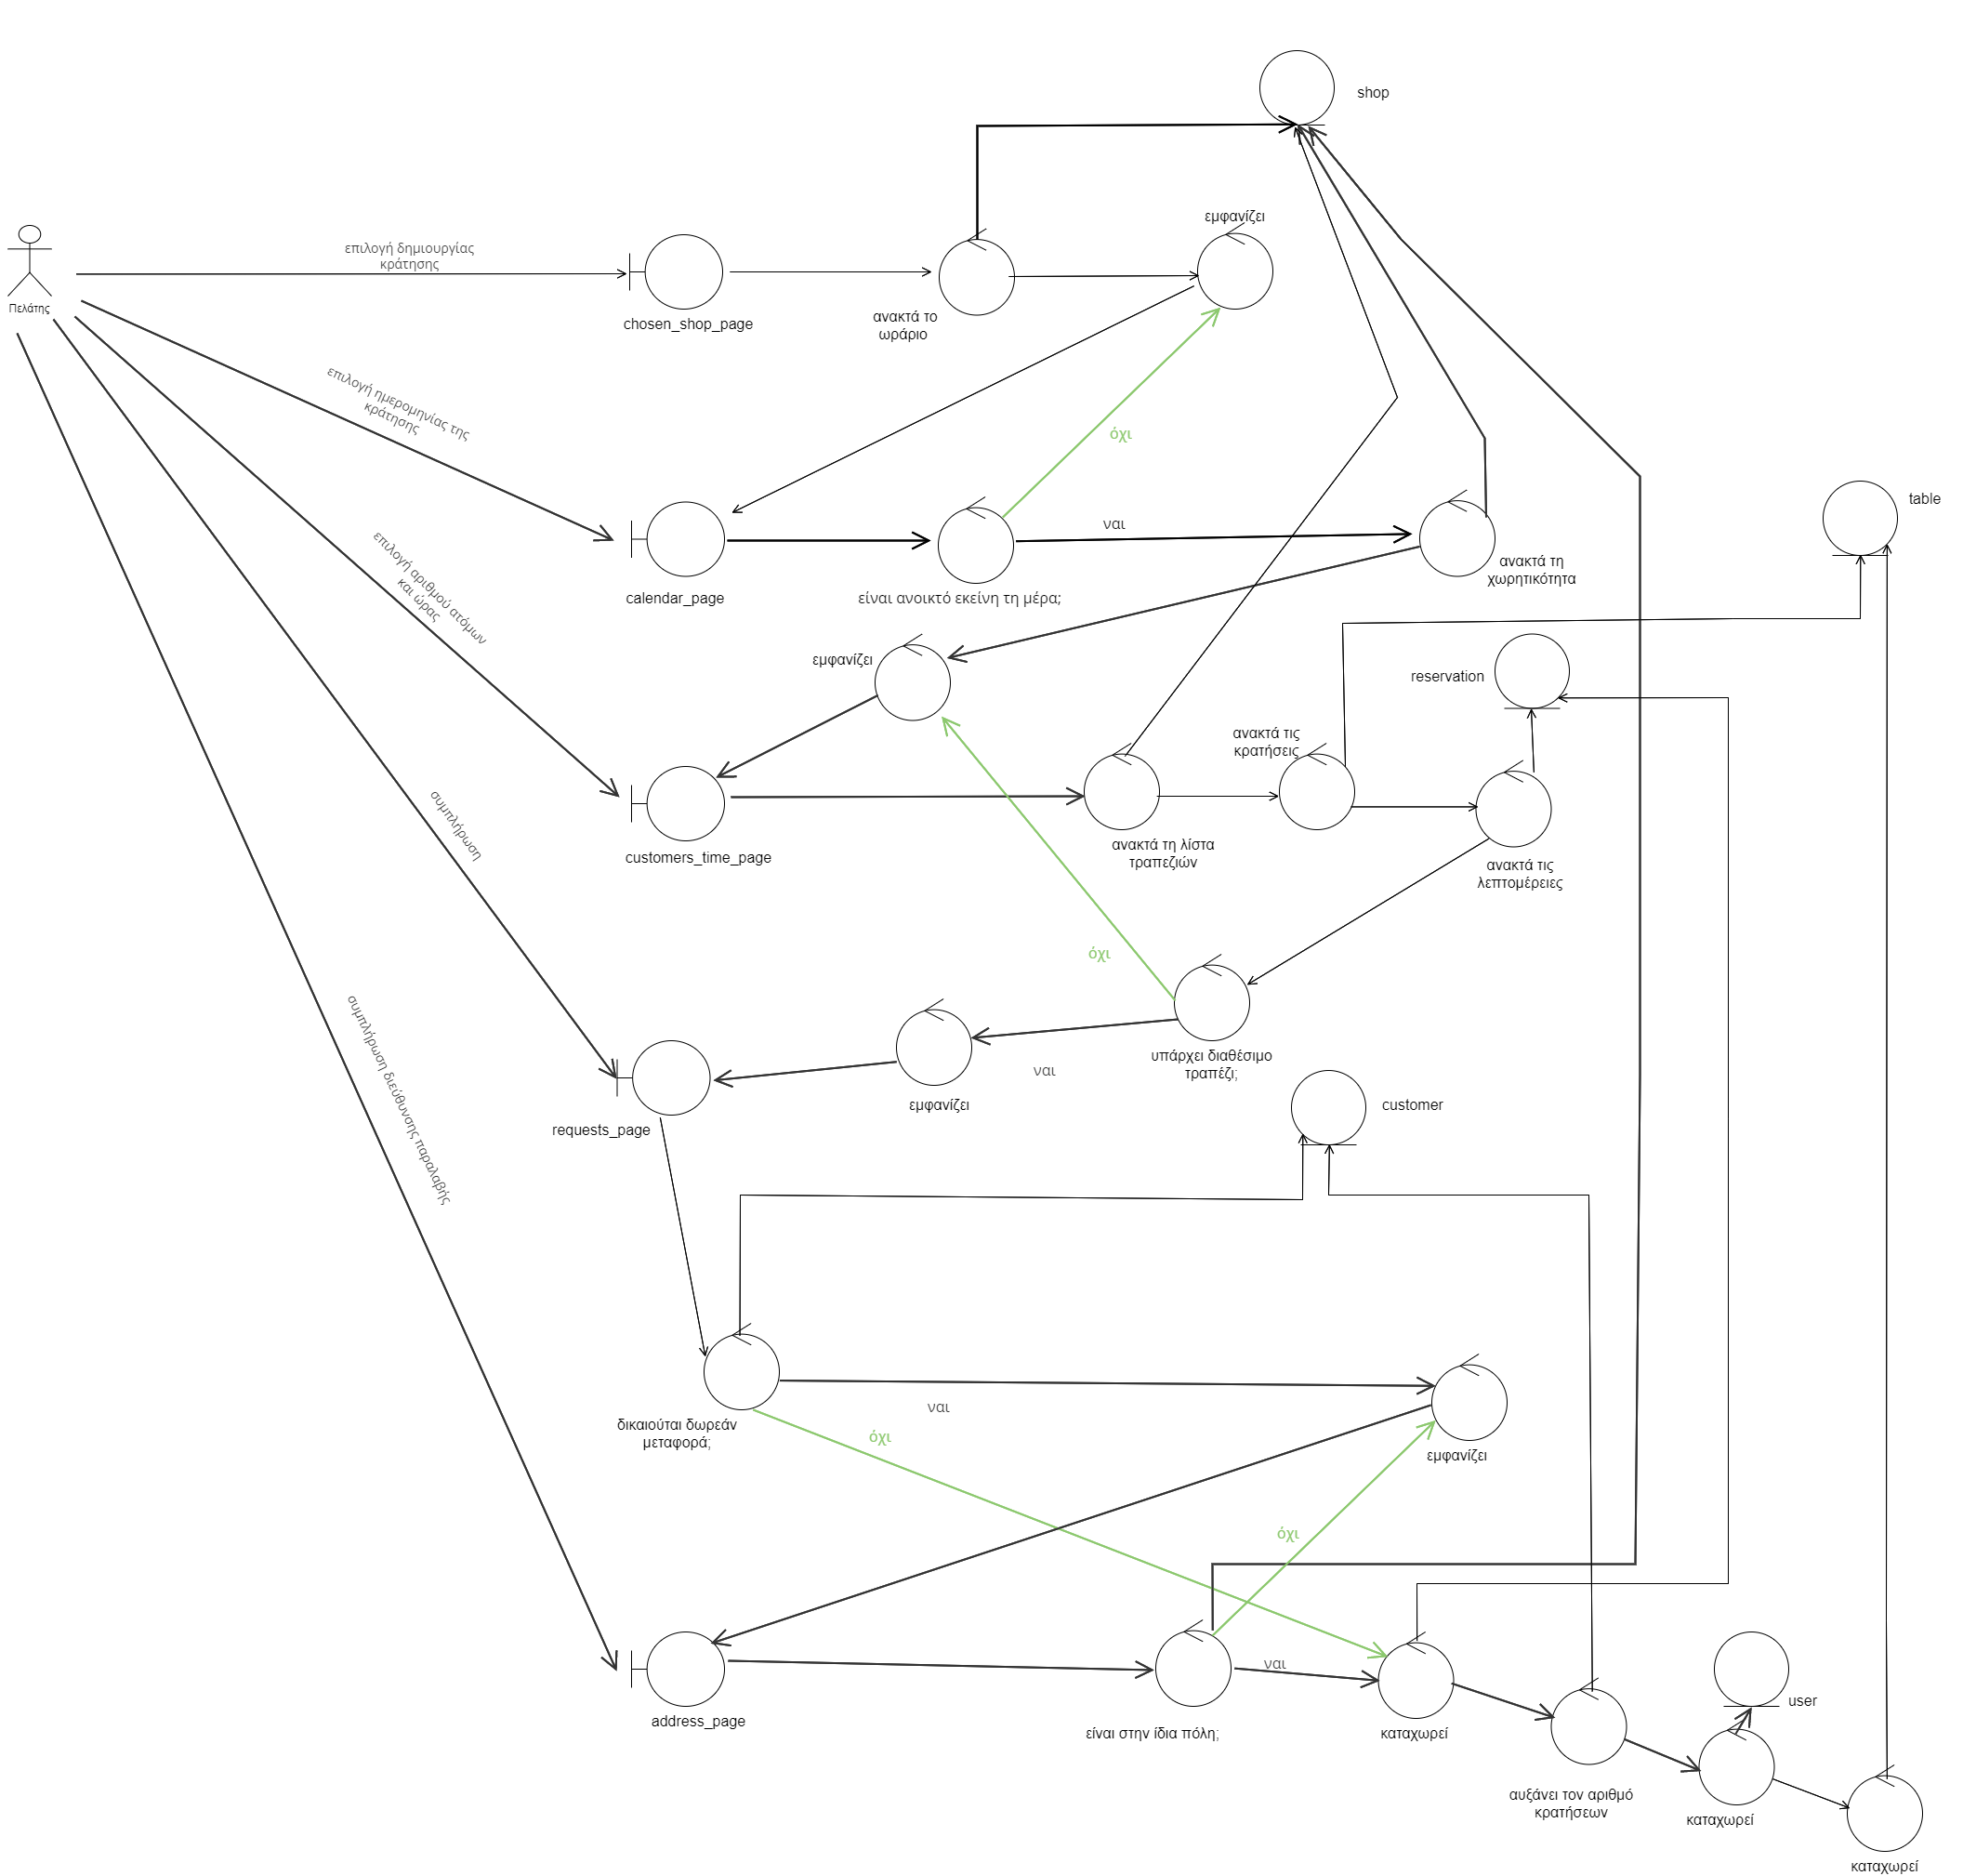 shop
εμφανίζει
επιλογή δημιουργίας
κράτησης
Πελάτης
chosen_shop_page
ανακτά το
ωράριο
επιλογή ημερομηνίας της
κράτησης
όχι
ναι
table
ανακτά τη
χωρητικότητα
calendar_page
είναι ανοικτό εκείνη τη μέρα;
επιλογή αριθμού ατόμων
και ώρας
εμφανίζει
reservation
ανακτά τις
κρατήσεις
συμπλήρωση
customers_time_page
ανακτά τη λίστα
τραπεζιών
ανακτά τις
λεπτομέρειες
όχι
υπάρχει διαθέσιμο
τραπέζι;
ναι
εμφανίζει
customer
requests_page
συμπλήρωση διεύθυνσης παραλαβής
ναι
δικαιούται δωρεάν
μεταφορά;
όχι
εμφανίζει
όχι
ναι
address_page
είναι στην ίδια πόλη;
καταχωρεί
user
αυξάνει τον αριθμό
κρατήσεων
καταχωρεί
καταχωρεί